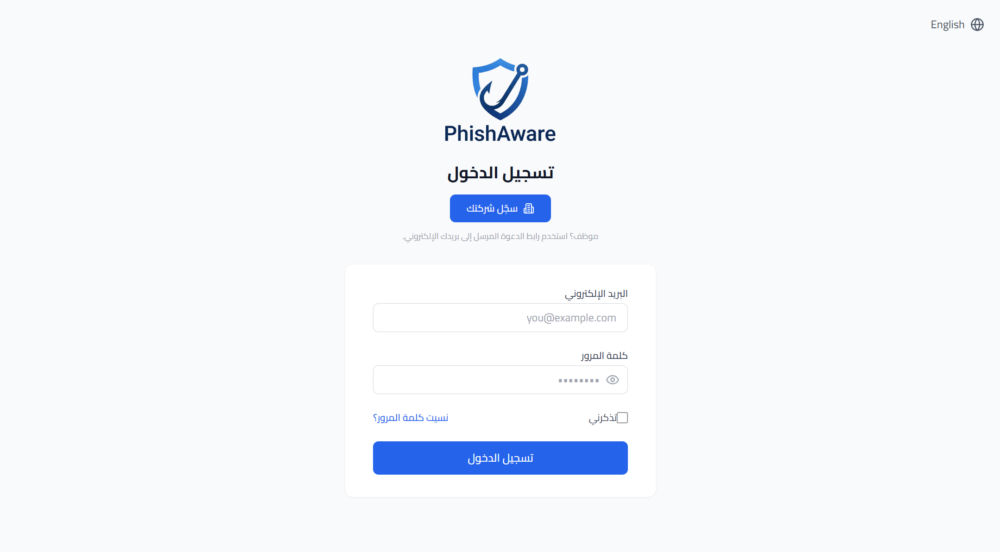 English
PhishAware
تسجيل الدخول
سجّل شركتك
موظف؟ استخدم رابط الدعوة المرسل إلى بريدك الإلكتروني.
البريد الإلكتروني
you@example.com
كلمة المرور
••••••••
تذكرني
نسيت كلمة المرور؟
تسجيل الدخول